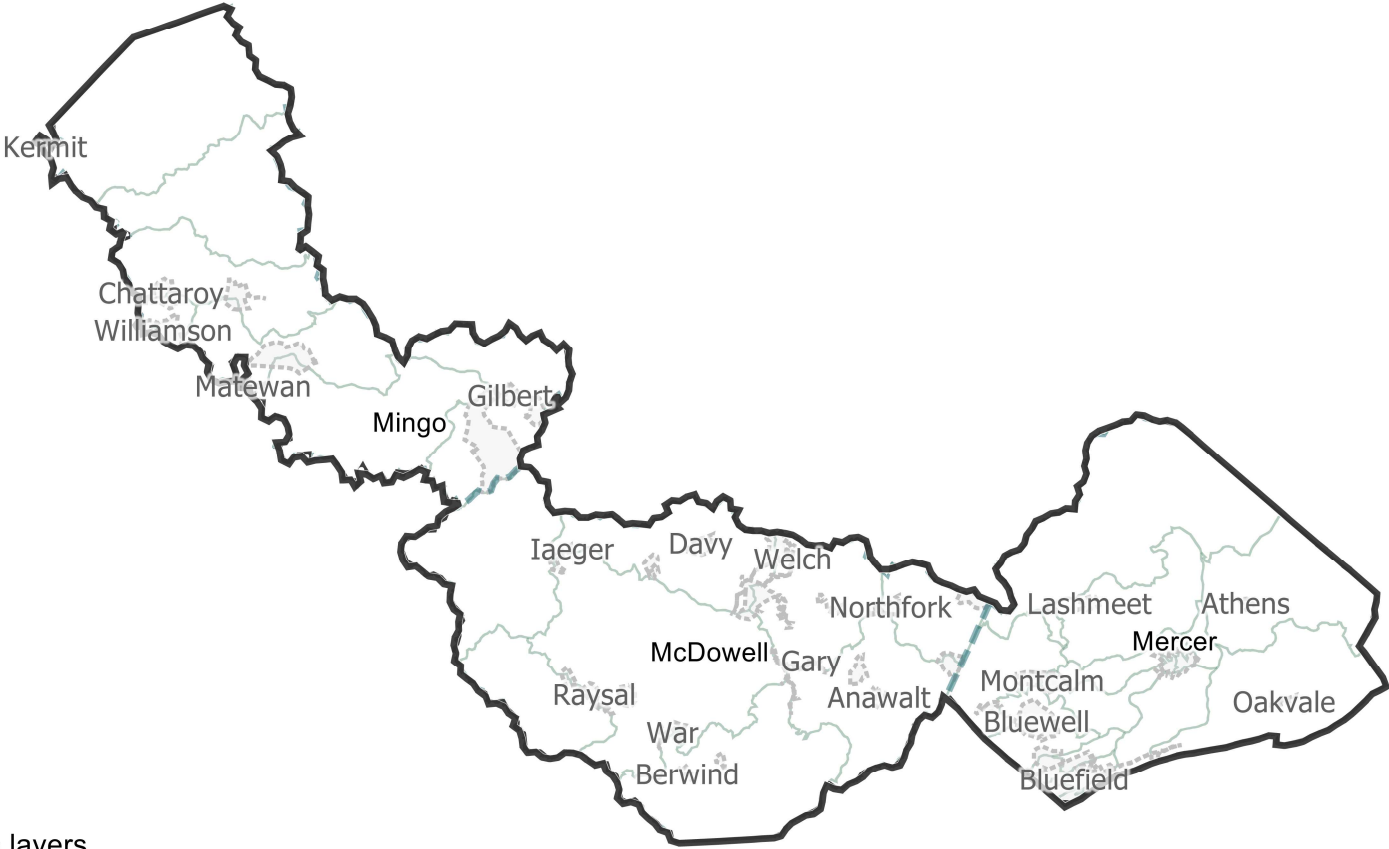 Kermit
Chattaroy
Williamson
Matewan
Gilbert
Mingo
Iaeger
Davy
Welch
Northfork
Lashmeet
Athens
Mercer
McDowell
Gary
Anawalt
Montcalm
Raysal
Oakvale
Bluewell
War
Berwind
Bluefield
layers